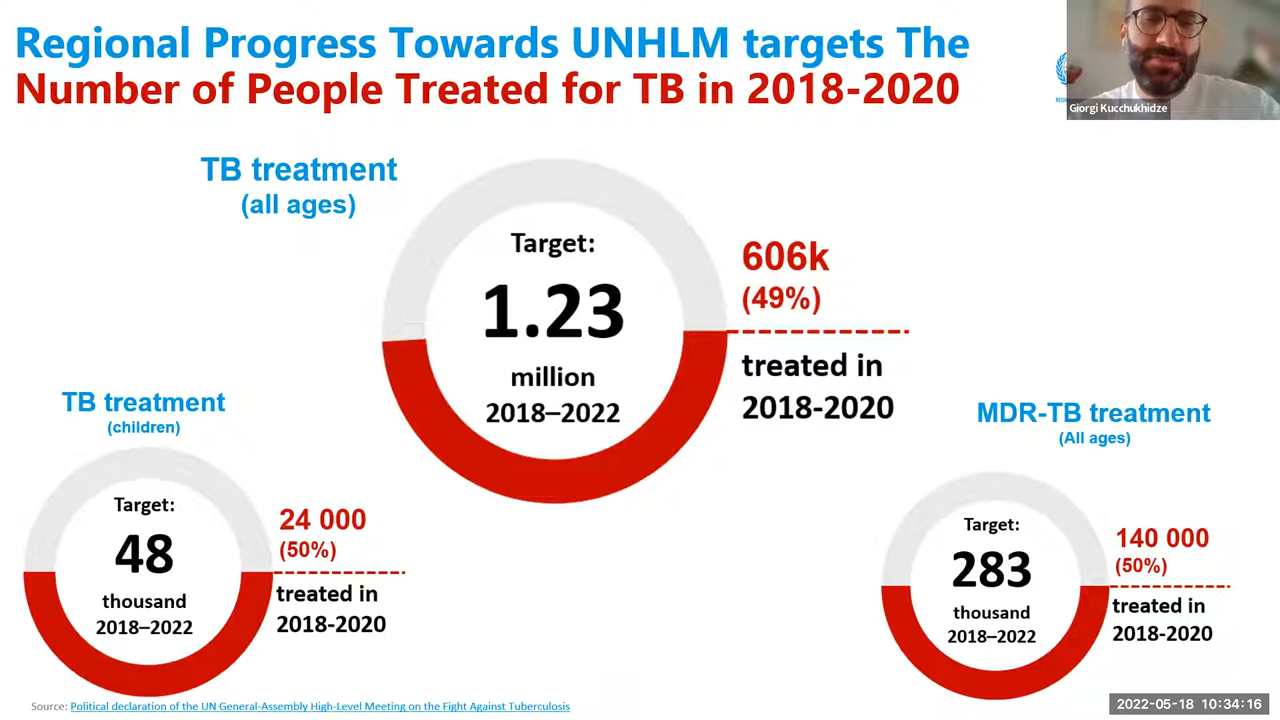 Regional Progress Towards UNHLM targets The
Number of People Treated for TB in 2018-2020
Giorgi Kucchukhidze
TB treatment
(all ages)
Target:
1.23
million
2018–2022
606k
(49%)
treated in
2018-2020
TB treatment
(children)
Target:
48
thousand
2018–2022
24 000
(50%)
treated in
2018-2020
MDR-TB treatment
(All ages)
Target:
283
thousand
2018–2022
140 000
(50%)
treated in
2018-2020
Source: Political declaration of the UN General-Assembly High-Level Meeting on the Fight Against Tuberculosis
2022-05-18 10:34:16